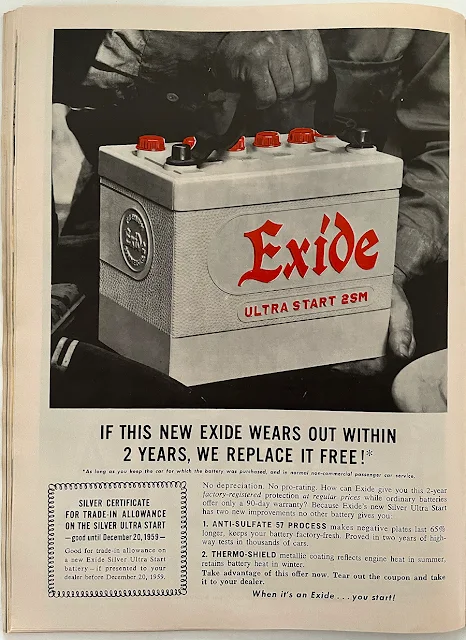 Exide
ULTRA START 2SM
IF THIS NEW EXIDE WEARS OUT WITHIN
2 YEARS, WE REPLACE IT FREE!*
*As long as you keep the car for which the battery was purchased, and in normal non-commercial passenger car service.
SILVER CERTIFICATE
FOR TRADE-IN ALLOWANCE
ON THE SILVER ULTRA START
—good until December 20, 1959—
Good for trade-in allowance on
a new Exide Silver Ultra Start
battery—if presented to your
dealer before December 20, 1959.
No depreciation. No pro-rating. How can Exide give you this 2-year
factory-registered protection at regular prices while ordinary batteries
offer only a 90-day warranty? Because Exide's new Silver Ultra Start
has two new improvements no other battery gives you:
1. ANTI-SULFATE 57 PROCESS makes negative plates last 65%
longer, keeps battery factory-fresh. Proved in two years of high-
way tests in thousands of cars.
2. THERMO-SHIELD metallic coating reflects engine heat in summer,
retains battery heat in winter.
Take advantage of this offer now. Tear out the coupon and take
it to your dealer.
When it's an Exide . . . you start!